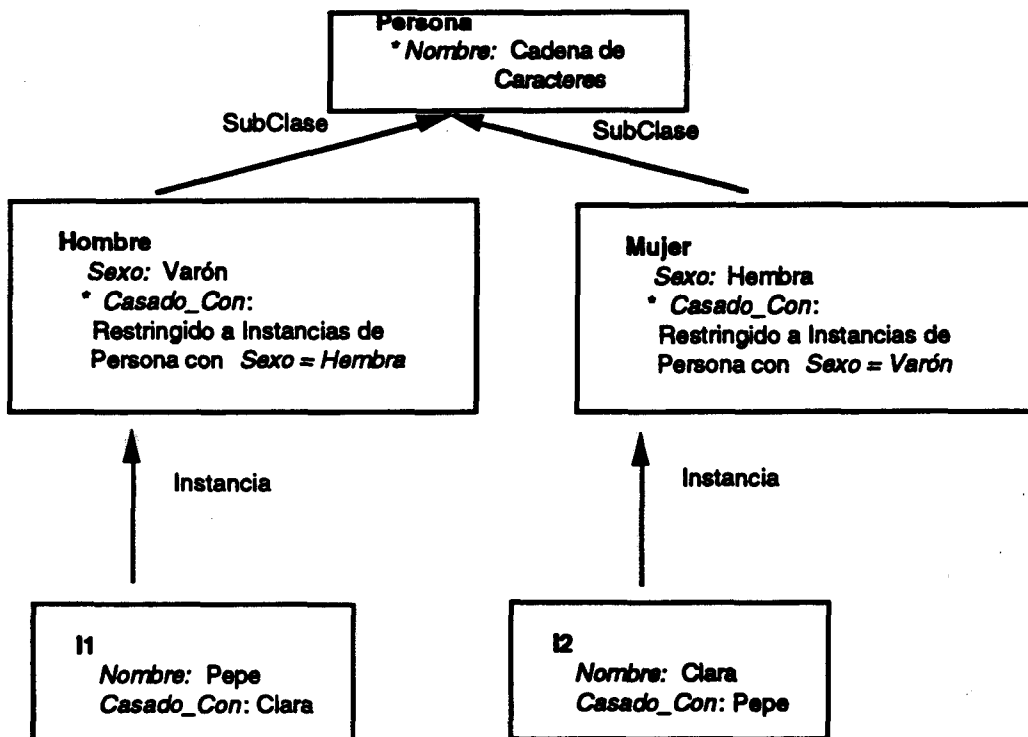 Persona
* Nombre: Cadena de
Caracteres
SubClase
SubClase
Hombre
Sexo: Varón
* Casado_Con:
Restringido a Instancias de
Persona con Sexo = Hembra
Mujer
Sexo: Hembra
* Casado_Con:
Restringido a Instancias de
Persona con Sexo = Varón
Instancia
Instancia
I1
Nombre: Pepe
Casado_Con: Clara
I2
Nombre: Clara
Casado_Con: Pepe